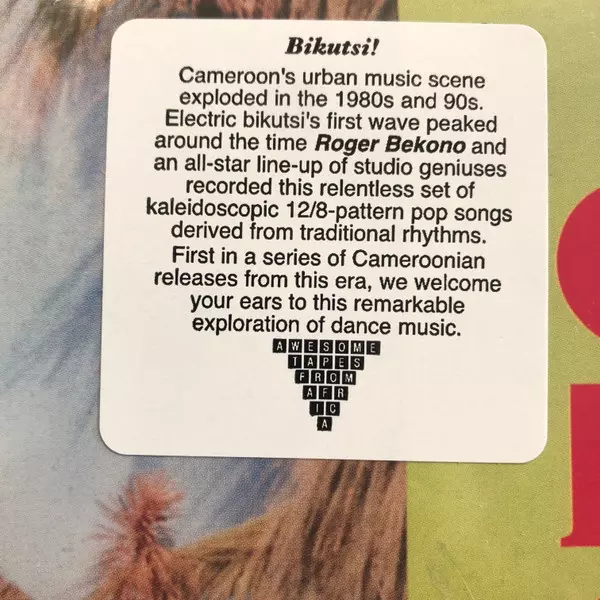 Bikutsi!
Cameroon's urban music scene
exploded in the 1980s and 90s.
Electric bikutsi's first wave peaked
around the time Roger Bekono and
an all-star line-up of studio geniuses
recorded this relentless set of
kaleidoscopic 12/8-pattern pop songs
derived from traditional rhythms.
First in a series of Cameroonian
releases from this era, we welcome
your ears to this remarkable
exploration of dance music.
AWESOME
TAPES
FROM
AFR
IC
A